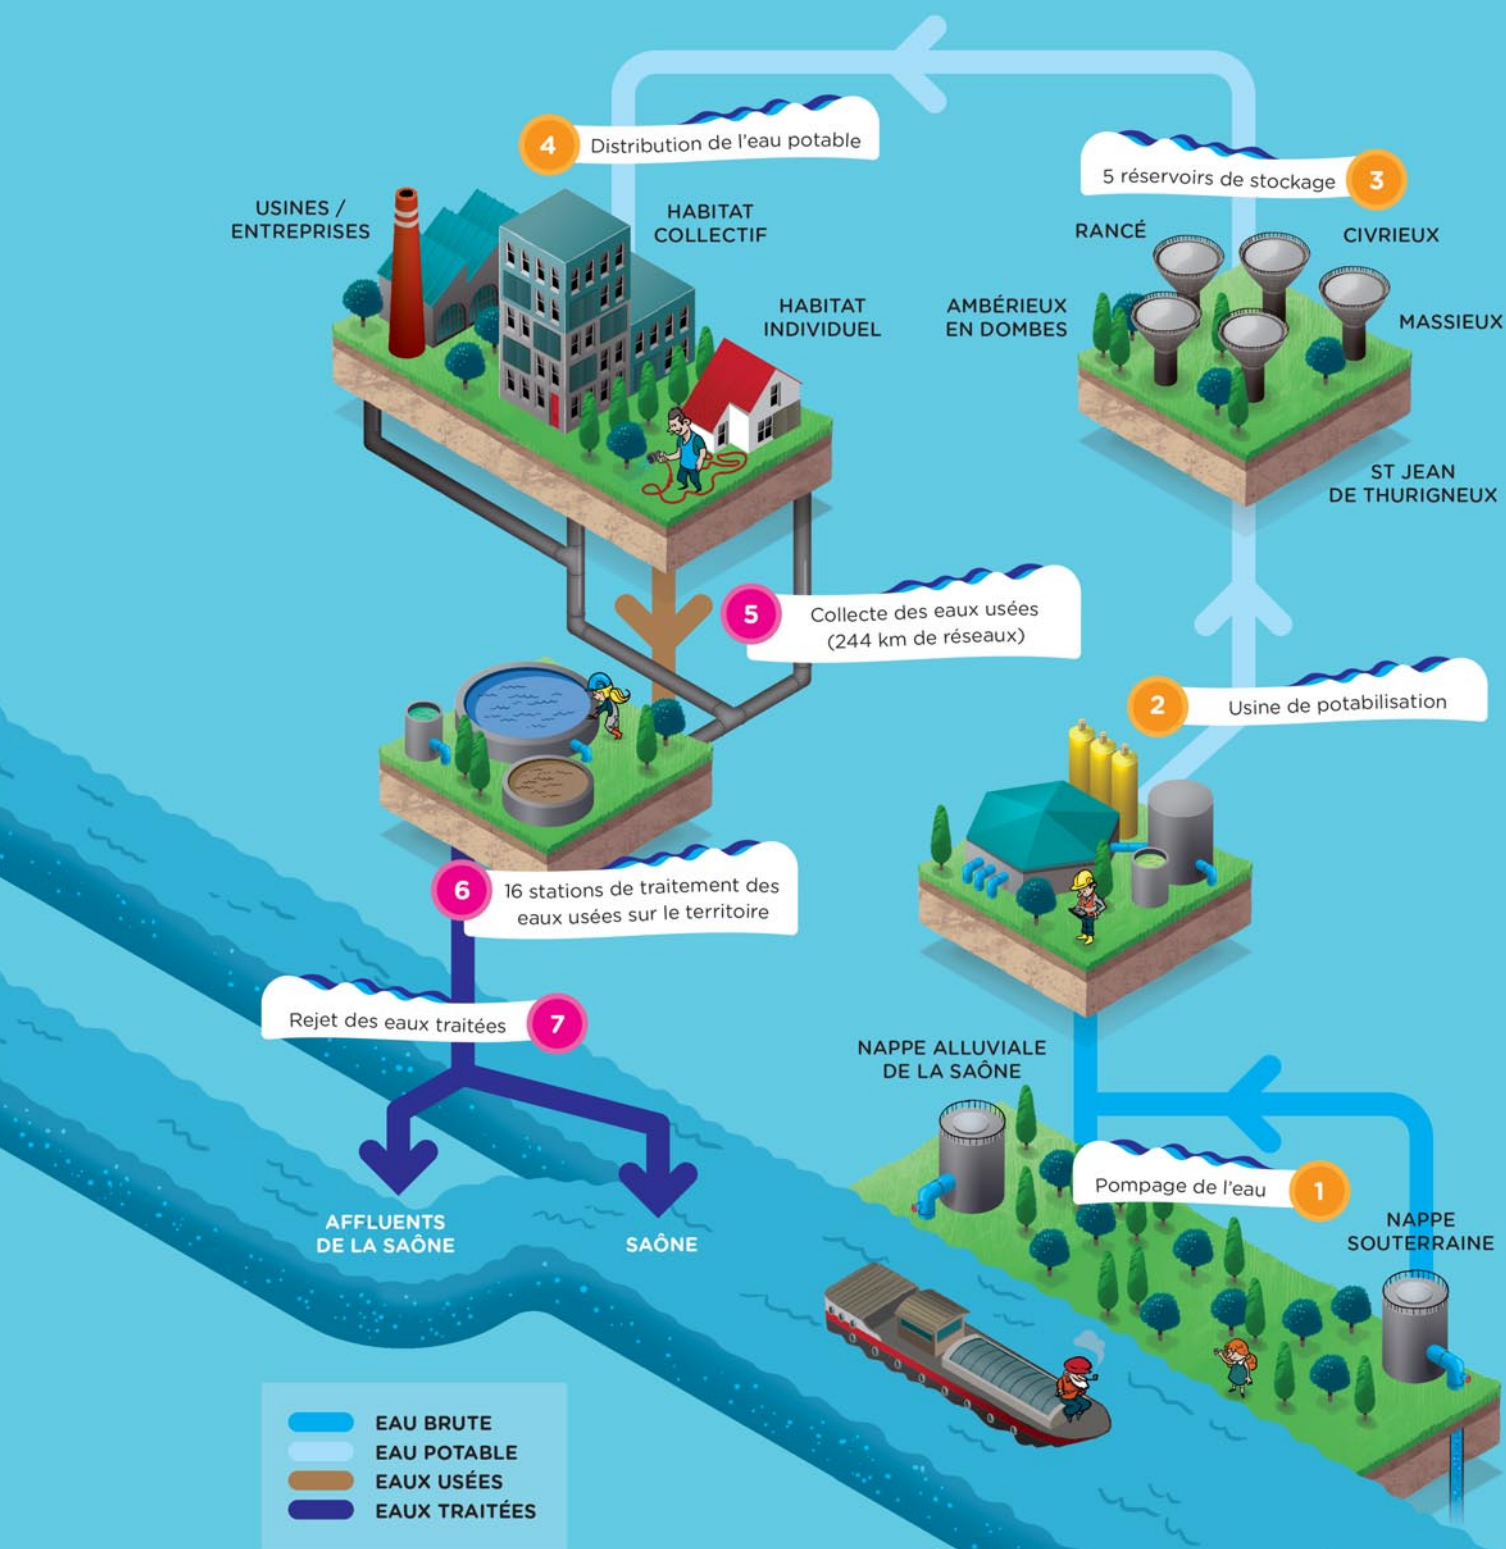 4
Distribution de l'eau potable
5 réservoirs de stockage
3
USINES /
ENTREPRISES
HABITAT
COLLECTIF
HABITAT
INDIVIDUEL
RANCÉ
CIVRIEUX
AMBÉRIEUX
EN DOMBES
MASSIEUX
ST JEAN
DE THURIGNEUX
5
Collecte des eaux usées
(244 km de réseaux)
2
Usine de potabilisation
6
16 stations de traitement des
eaux usées sur le territoire
Rejet des eaux traitées
7
NAPPE ALLUVIALE
DE LA SAÔNE
Pompage de l'eau
1
NAPPE
SOUTERRAINE
AFFLUENTS
DE LA SAÔNE
SAÔNE
EAU BRUTE
EAU POTABLE
EAUX USÉES
EAUX TRAITÉES